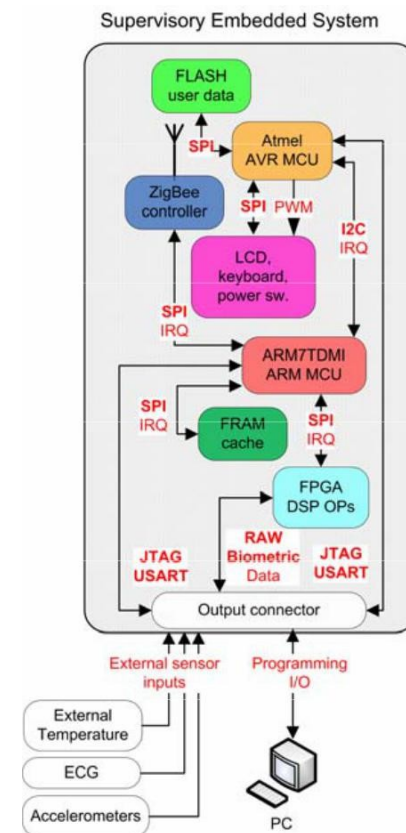 Supervisory Embedded System
FLASH
user data
SPI
Atmel
AVR MCU
ZigBee
controller
SPI
PWM
I2C
IRQ
LCD,
keyboard,
power sw.
SPI
IRQ
ARM7TDMI
ARM MCU
SPI
IRQ
FRAM
cache
SPI
IRQ
FPGA
DSP OPs
JTAG
USART
RAW
Biometric
Data
JTAG
USART
Output connector
External sensor
inputs
Programming
I/O
External
Temperature
ECG
Accelerometers
PC